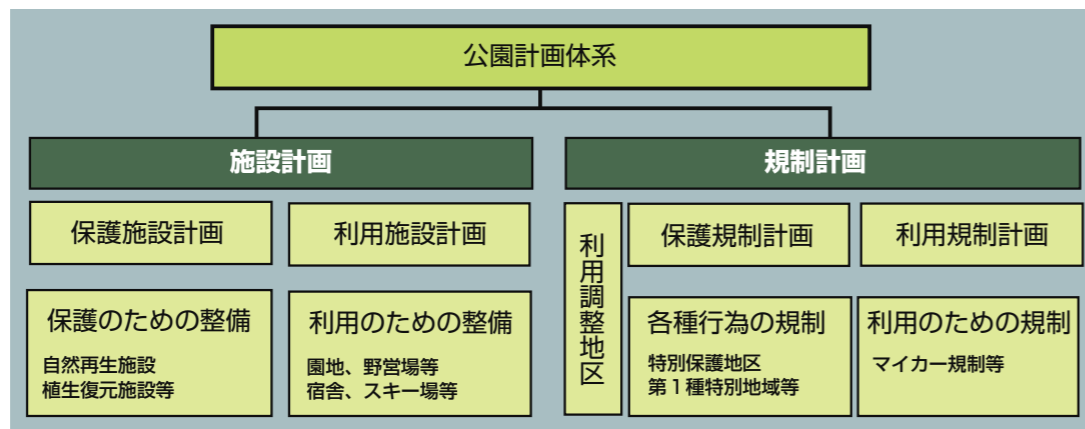 公園計画体系
施設計画
規制計画
保護施設計画
利用施設計画
利用調整地区
保護規制計画
利用規制計画
保護のための整備
自然再生施設
植生復元施設等
利用のための整備
園地、野営場等
宿舎、スキー場等
各種行為の規制
特別保護地区
第1種特別地域等
利用のための規制
マイカー規制等